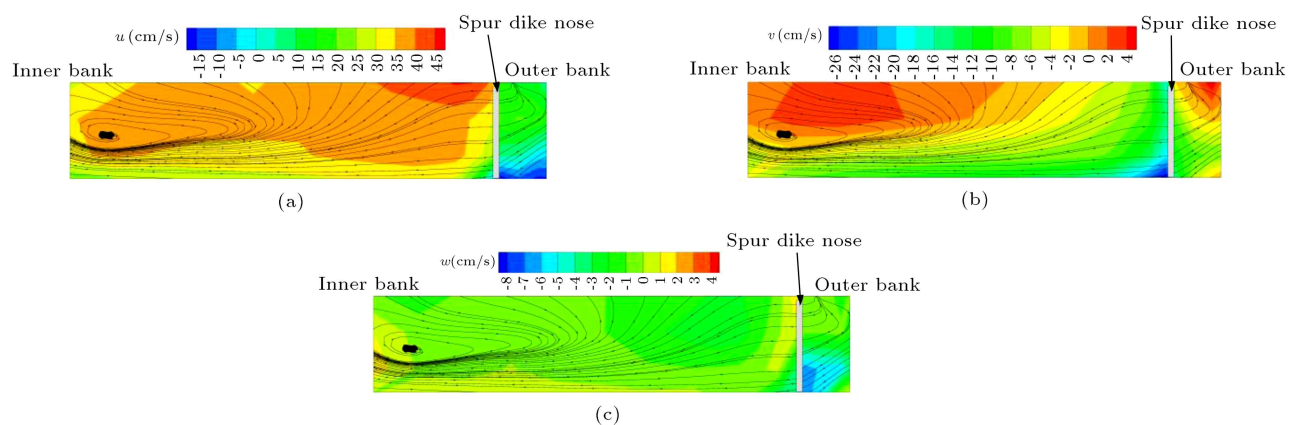 Spur dike nose
u (cm/s)
-15 -10 -5 0 5 10 15 20 25 30 35 40 45
Inner bank
Outer bank
(a)
Spur dike nose
v (cm/s)
-26 -24 -22 -20 -18 -16 -14 -12 -10 -8 -6 -4 -2 0 2 4
Inner bank
Outer bank
(b)
Spur dike nose
w(cm/s)
-8 -7 -6 -5 -4 -3 -2 -1 0 1 2 3 4
Inner bank
Outer bank
(c)